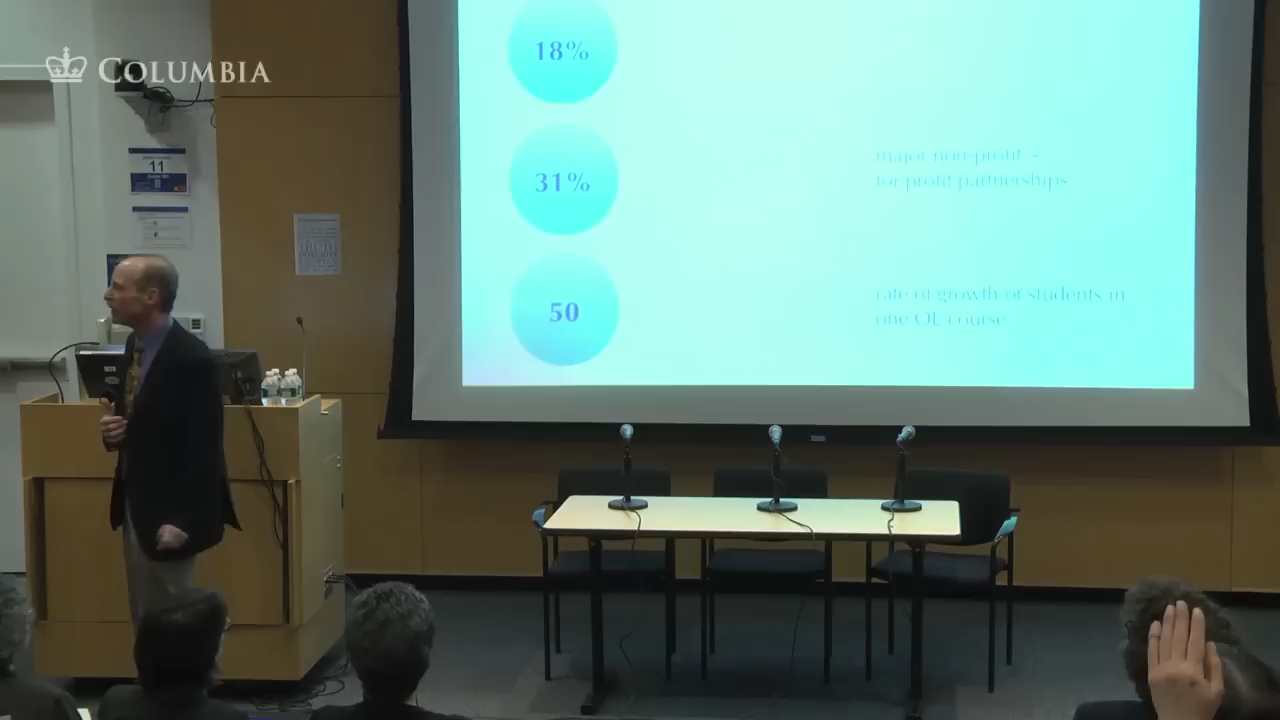 COLUMBIA
18%
11
31%
major non-profit -
for-profit partnerships
TRUTH
50
rate of growth of students in
one OL course